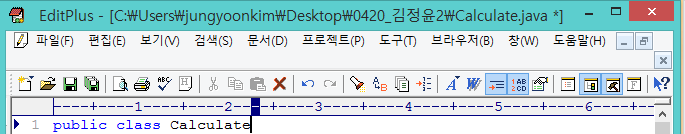 EditPlus - [C:₩Users₩jungyoonkim₩Desktop₩0420_김정윤2₩Calculate.java *]
파일(F) 편집(E) 보기(V) 검색(S) 문서(D) 프로젝트(P) 도구(T) 브라우저(B) 창(W) 도움말(H)
----+----1----+----2----+----3----+----4----+----5----+----6----+--
1 public class Calculate